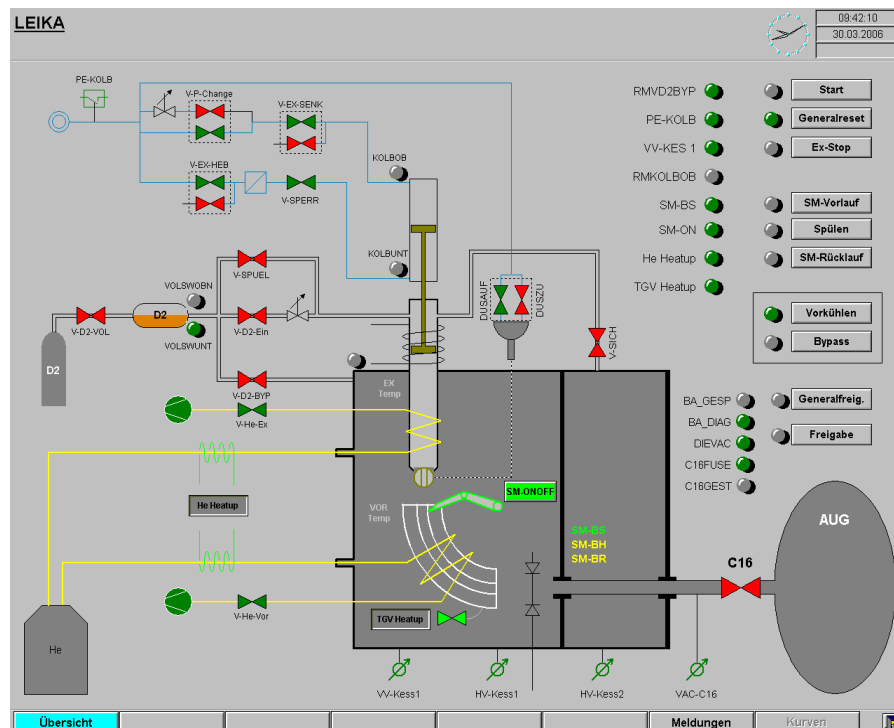 LEIKA
09:42:10
30.03.2006
PE-KOLB
V-P-Change
V-EX-SENK
V-EX-HEB
V-SPERR
KOLBOB
KOLBUNT
RMVD2BYP
Start
PE-KOLB
Generalreset
VV-KES 1
Ex-Stop
RMKOLBOB
SM-BS
SM-Vorlauf
SM-ON
Spülen
He Heatup
SM-Rücklauf
TGV Heatup
V-SPUEL
VOLSWOBN
D2
V-D2-VOL
VOLSWUNT
V-D2-Ein
DUSAUF
DUSZU
V-SICH
Vorkühlen
Bypass
D2
V-D2-BYP
V-He-Ex
EX
Temp
BA_GESP
Generalfreig.
BA_DIAG
DIEVAC
Freigabe
C16FUSE
C16GEST
He Heatup
SM-ONOFF
VOR
Temp
SM-BS
SM-BH
SM-BR
AUG
C16
V-He-Vor
TGV Heatup
He
VV-Kess1
HV-Kess1
HV-Kess2
VAC-C16
Übersicht
Meldungen
Kurven